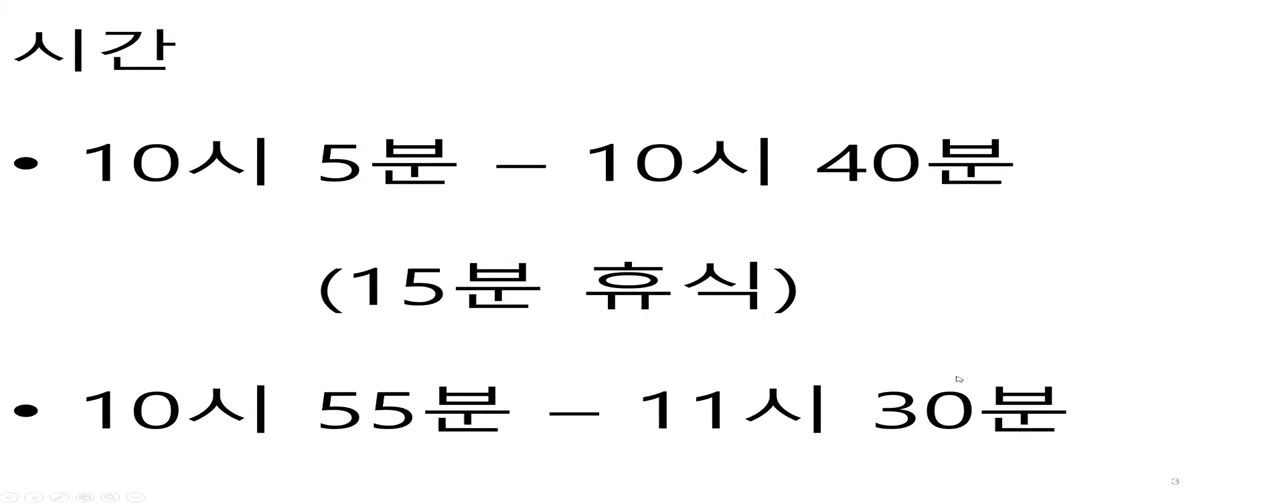 시간
• 10시 5분 – 10시 40분
(15분 휴식)
• 10시 55분 – 11시 30분
3